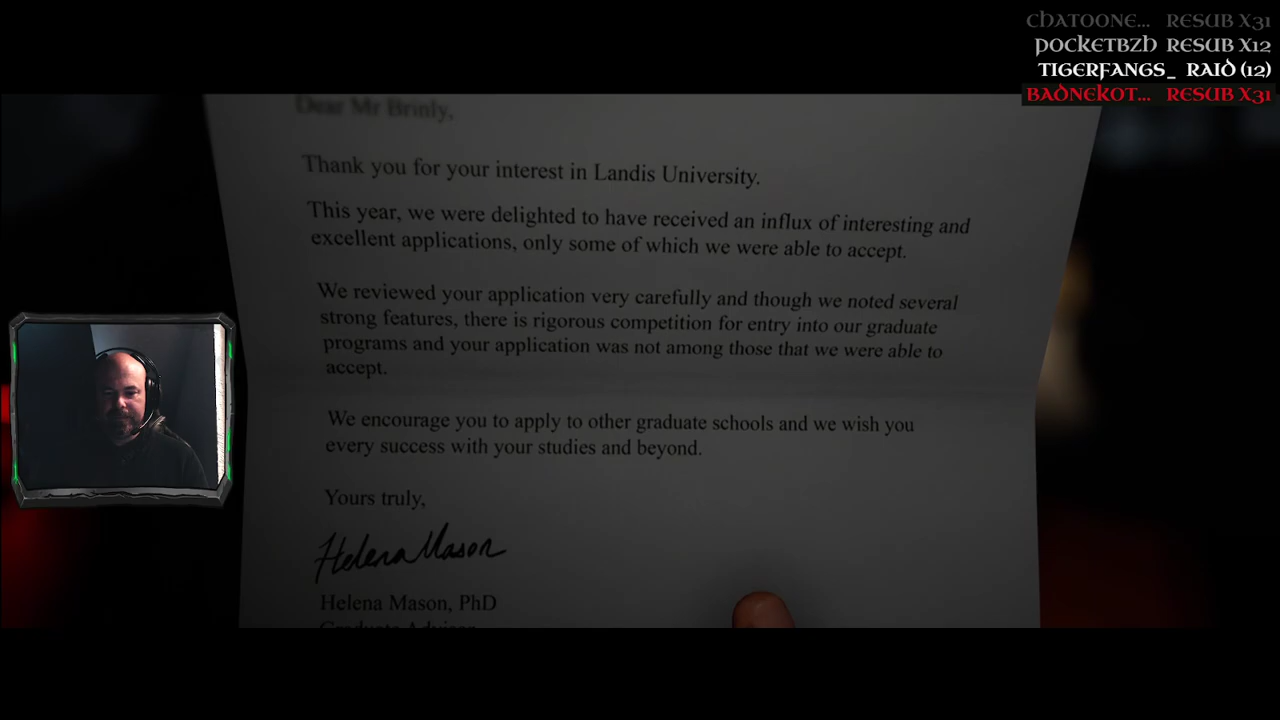 CHATOONE... RESUB X31
POCKETBZH RESUB X12
TIGERFANGS_ RAID (12)
BADNEKOT... RESUB X31
Dear Mr Brinly,
Thank you for your interest in Landis University.
This year, we were delighted to have received an influx of interesting and
excellent applications, only some of which we were able to accept.
We reviewed your application very carefully and though we noted several
strong features, there is rigorous competition for entry into our graduate
programs and your application was not among those that we were able to
accept.
We encourage you to apply to other graduate schools and we wish you
every success with your studies and beyond.
Yours truly,
Helena Mason
Helena Mason, PhD
Graduate Advisor